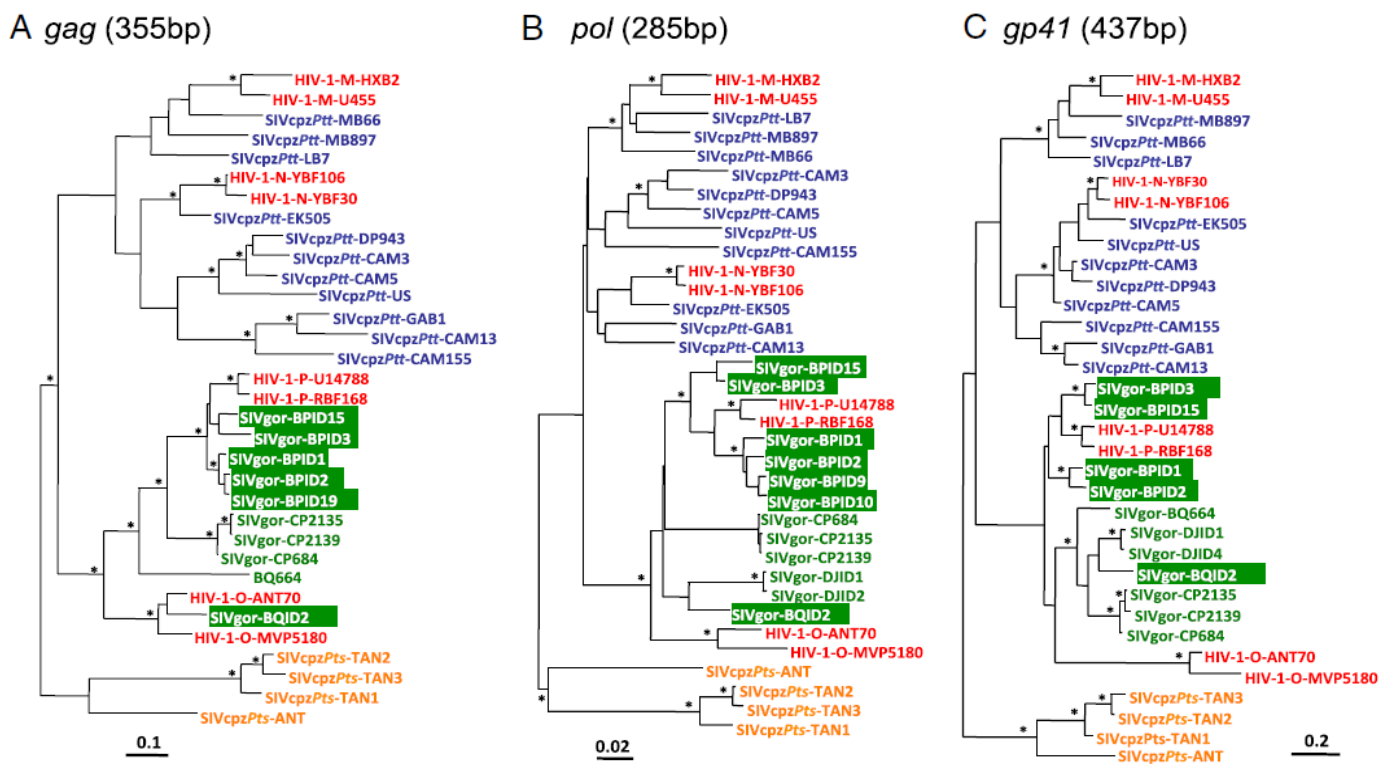 A gag (355bp)
HIV-1-M-HXB2
HIV-1-M-U455
SIVcpzPtt-MB66
SIVcpzPtt-MB897
SIVcpzPtt-LB7
HIV-1-N-YBF106
HIV-1-N-YBF30
SIVcpzPtt-EK505
SIVcpzPtt-DP943
SIVcpzPtt-CAM3
SIVcpzPtt-CAM5
SIVcpzPtt-US
SIVcpzPtt-GAB1
SIVcpzPtt-CAM13
SIVcpzPtt-CAM155
HIV-1-P-U14788
HIV-1-P-RBF168
SIVgor-BPID15
SIVgor-BPID3
SIVgor-BPID1
SIVgor-BPID2
SIVgor-BPID19
SIVgor-CP2135
SIVgor-CP2139
SIVgor-CP684
BQ664
HIV-1-O-ANT70
SIVgor-BQID2
HIV-1-O-MVP5180
SIVcpzPts-TAN2
SIVcpzPts-TAN3
SIVcpzPts-TAN1
SIVcpzPts-ANT
0.1
B pol (285bp)
HIV-1-M-HXB2
HIV-1-M-U455
SIVcpzPtt-LB7
SIVcpzPtt-MB897
SIVcpzPtt-MB66
SIVcpzPtt-CAM3
SIVcpzPtt-DP943
SIVcpzPtt-CAM5
SIVcpzPtt-US
SIVcpzPtt-CAM155
HIV-1-N-YBF30
HIV-1-N-YBF106
SIVcpzPtt-EK505
SIVcpzPtt-GAB1
SIVcpzPtt-CAM13
SIVgor-BPID15
SIVgor-BPID3
HIV-1-P-U14788
HIV-1-P-RBF168
SIVgor-BPID1
SIVgor-BPID2
SIVgor-BPID9
SIVgor-BPID10
SIVgor-CP684
SIVgor-CP2135
SIVgor-CP2139
SIVgor-DJID1
SIVgor-DJID2
SIVgor-BQID2
HIV-1-O-ANT70
HIV-1-O-MVP5180
SIVcpzPts-ANT
SIVcpzPts-TAN2
SIVcpzPts-TAN3
SIVcpzPts-TAN1
0.02
C gp41 (437bp)
HIV-1-M-HXB2
HIV-1-M-U455
SIVcpzPtt-MB897
SIVcpzPtt-MB66
SIVcpzPtt-LB7
HIV-1-N-YBF30
HIV-1-N-YBF106
SIVcpzPtt-EK505
SIVcpzPtt-US
SIVcpzPtt-CAM3
SIVcpzPtt-DP943
SIVcpzPtt-CAM5
SIVcpzPtt-CAM155
SIVcpzPtt-GAB1
SIVcpzPtt-CAM13
SIVgor-BPID3
SIVgor-BPID15
HIV-1-P-U14788
HIV-1-P-RBF168
SIVgor-BPID1
SIVgor-BPID2
SIVgor-BQ664
SIVgor-DJID1
SIVgor-DJID4
SIVgor-BQID2
SIVgor-CP2135
SIVgor-CP2139
SIVgor-CP684
HIV-1-O-ANT70
HIV-1-O-MVP5180
SIVcpzPts-TAN3
SIVcpzPts-TAN2
SIVcpzPts-TAN1
SIVcpzPts-ANT
0.2